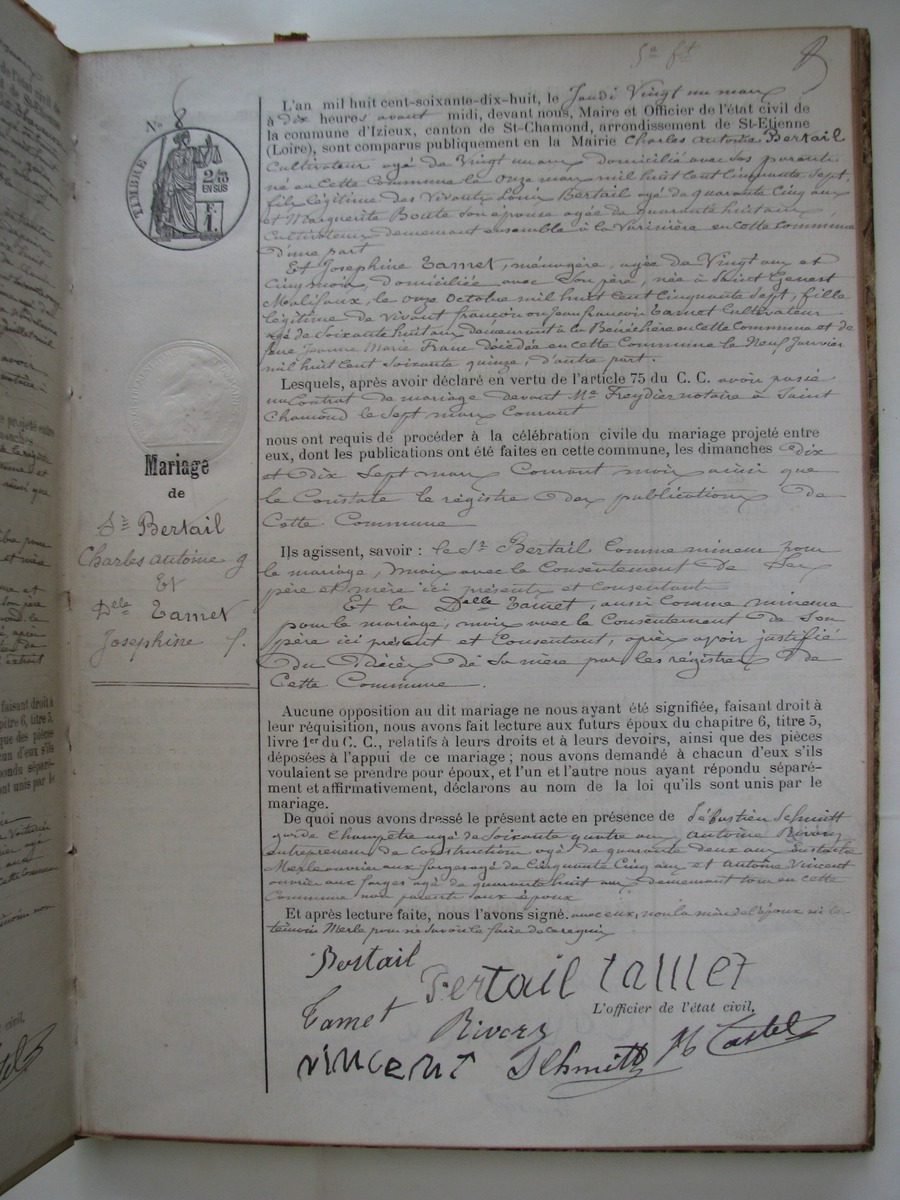 5e ft
8
No 6
TIMBRE
2/10
EN SUS
1 F.
L'an mil huit cent-soixante-dix-huit, le Jeudi Vingt un mars
à Dix heures avant midi, devant nous, Maire et Officier de l'état civil de
la commune d'Izieux, canton de St-Chamond, arrondissement de St-Etienne
(Loire), sont comparus publiquement en la Mairie Charles Antoine Bertail
Cultivateur agé de Vingt un ans domicilié avec ses parents
né en cette Commune le onze mars mil huit cent Cinquante Sept,
fils légitime des Vivants Louis Bertail agé de quarante Cinq ans
et Marguerite Boute son épouse agée de quarante huit ans
Cultivateurs demeurant ensemble à la Varinière en cette Commune
d'une part
Et Josephine Tamet, ménagère, agée de Vingt ans et
Cinq mois, domiciliée avec Son père, née à Saint Genest
Malifaux, le onze Octobre mil huit Cent Cinquante Sept, fille
légitime de Vivant françois ou Jean françois Tamet Cultivateur
agé de Soixante huit ans demeurant à la en cette Commune et de
feue Jeanne Marie Franc décédée en cette Commune le Neuf Janvier
mil huit Cent Soixante quinze, d'autre part.
Lesquels, après avoir déclaré en vertu de l'article 75 du C. C. avoir passé
un Contrat de mariage devant Me Freydier notaire à Saint
Chamond le Sept mars Courant
nous ont requis de procéder à la célébration civile du mariage projeté entre
eux, dont les publications ont été faites en cette commune, les dimanches dix
et dix Sept mars Courant mois ainsi que
le Constate le régistre des publications de
Cette Commune
Mariage
de
Sr Bertail
Charles Antoine g
Et
Delle Tamet
Josephine f.
Ils agissent, savoir : le Sr Bertail Comme mineur pour
le mariage, mais avec le Consentement de Ses
père et mère ici présents et Consentant
Et la Delle Tamet, aussi Comme mineure
pour le mariage, mais avec le Consentement de Son
père ici présent et Consentant, après avoir justifié
du Décès de Sa mère par les régistres de
Cette Commune.
Aucune opposition au dit mariage ne nous ayant été signifiée, faisant droit à
leur réquisition, nous avons fait lecture aux futurs époux du chapitre 6, titre 5,
livre 1er du C. C., relatifs à leurs droits et à leurs devoirs, ainsi que des pièces
déposées à l'appui de ce mariage ; nous avons demandé à chacun d'eux s'ils
voulaient se prendre pour époux, et l'un et l'autre nous ayant répondu séparé-
ment et affirmativement, déclarons au nom de la loi qu'ils sont unis par le
mariage.
De quoi nous avons dressé le présent acte en présence de Sébastien Schmitt
garde Champêtre agé de Soixante quatre ans Antoine Rivory
entrepreneur de Construction agé de quarante deux ans Eustache
Merle ouvrier aux forges agé de Cinquante Cinq ans et Antoine Vincent
ouvrier aux forges agé de quarante huit ans, demeurant tous en cette
Commune non parents aux époux
Et après lecture faite, nous l'avons signé. avec eux, non la mère de l'époux ni le
témoin Merle pour ne savoir le faire de ce requis
Bertail
Bertail tamet
L'officier de l'état civil,
Tamet
Rivory
Vincent Schmitt Castel